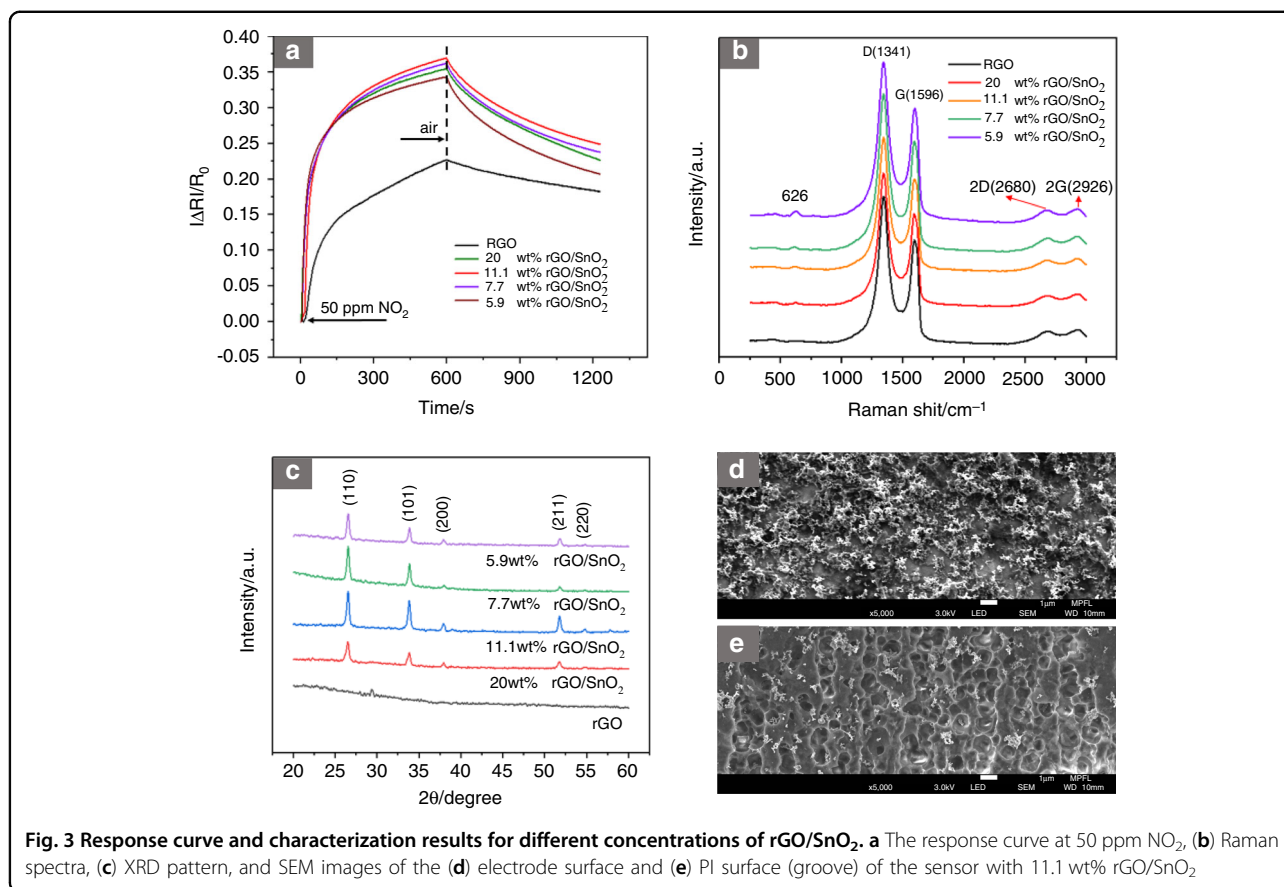 a
0.40
0.35
0.30
0.25
0.20
0.15
0.10
0.05
0.00
-0.05
IΔRI/R0
air
50 ppm NO2
RGO
20 wt% rGO/SnO2
11.1 wt% rGO/SnO2
7.7 wt% rGO/SnO2
5.9 wt% rGO/SnO2
0 300 600 900 1200
Time/s
b
D(1341)
G(1596)
626
2D(2680)
2G(2926)
RGO
20 wt% rGO/SnO2
11.1 wt% rGO/SnO2
7.7 wt% rGO/SnO2
5.9 wt% rGO/SnO2
Intensity/a.u.
0 500 1000 1500 2000 2500 3000
Raman shit/cm−1
c
(110)
(101)
(200)
(211)
(220)
5.9wt% rGO/SnO2
7.7wt% rGO/SnO2
11.1wt% rGO/SnO2
20wt% rGO/SnO2
rGO
Intensity/a.u.
20 25 30 35 40 45 50 55 60
2θ/degree
d
x5,000 3.0kV LED SEM 1μm MPFL WD 10mm
e
x5,000 3.0kV LED SEM 1μm MPFL WD 10mm
Fig. 3 Response curve and characterization results for different concentrations of rGO/SnO2. a The response curve at 50 ppm NO2, (b) Raman
spectra, (c) XRD pattern, and SEM images of the (d) electrode surface and (e) PI surface (groove) of the sensor with 11.1 wt% rGO/SnO2